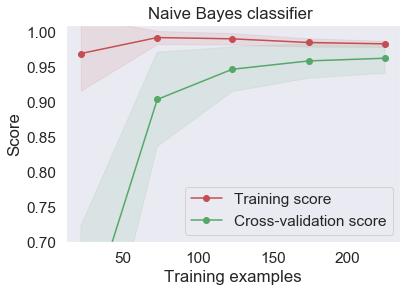 Naive Bayes classifier
1.00
0.95
0.90
0.85
0.80
0.75
0.70
Score
Training score
Cross-validation score
50
100
150
200
Training examples